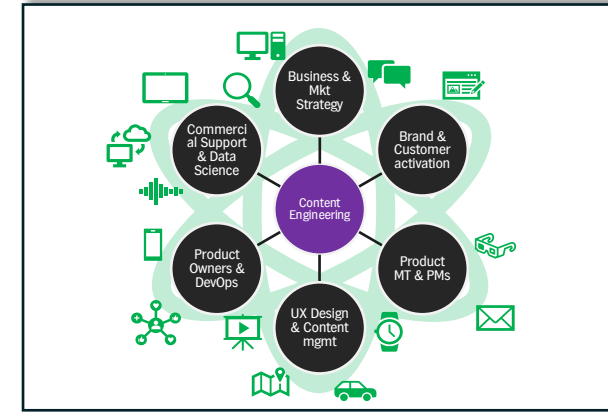 Business &
Mkt
Strategy
Commerci
al Support
& Data
Science
Brand &
Customer
activation
Content
Engineering
Product
Owners &
DevOps
Product
MT & PMs
UX Design
& Content
mgmt